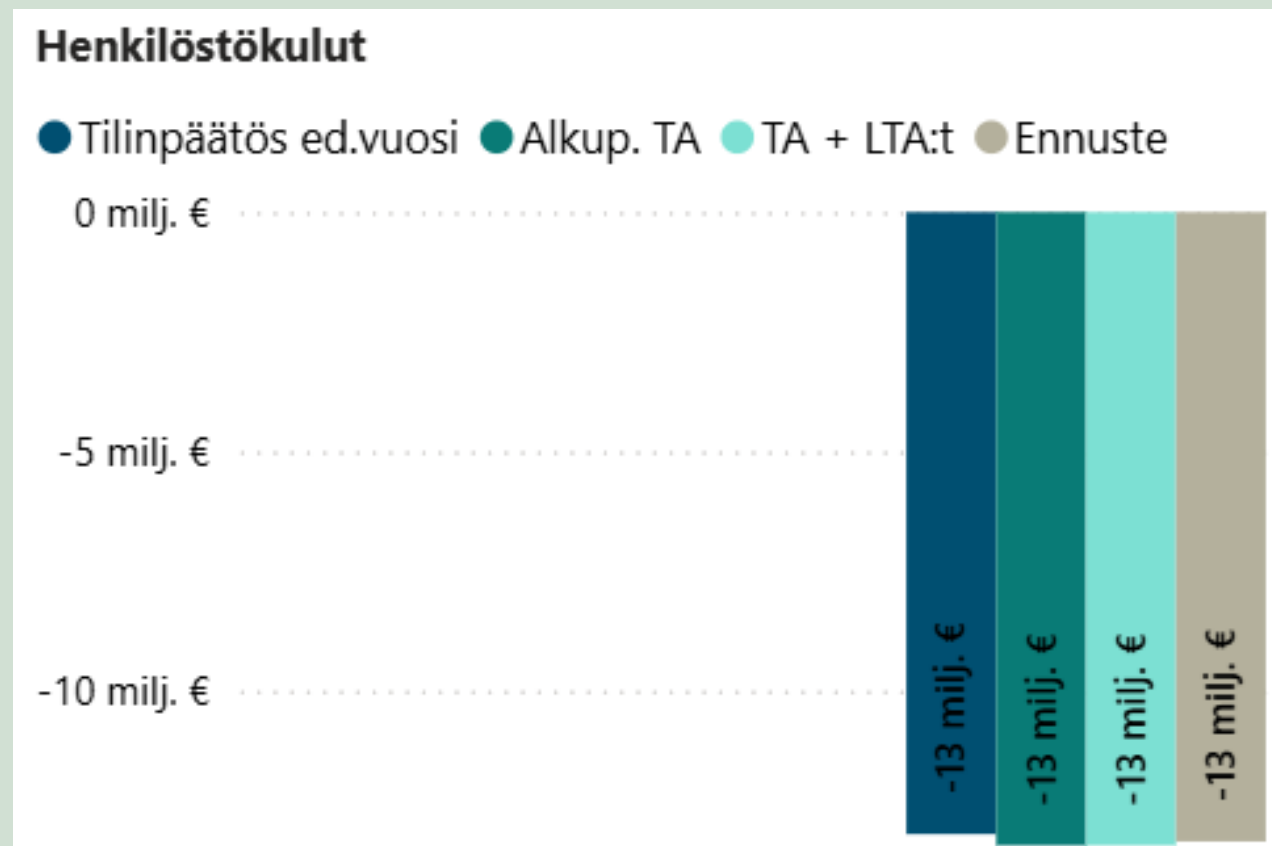 Henkilöstökulut
Tilinpäätös ed.vuosi Alkup. TA TA + LTA:t Ennuste
0 milj. €
-5 milj. €
-10 milj. €
-13 milj. €
-13 milj. €
-13 milj. €
-13 milj. €